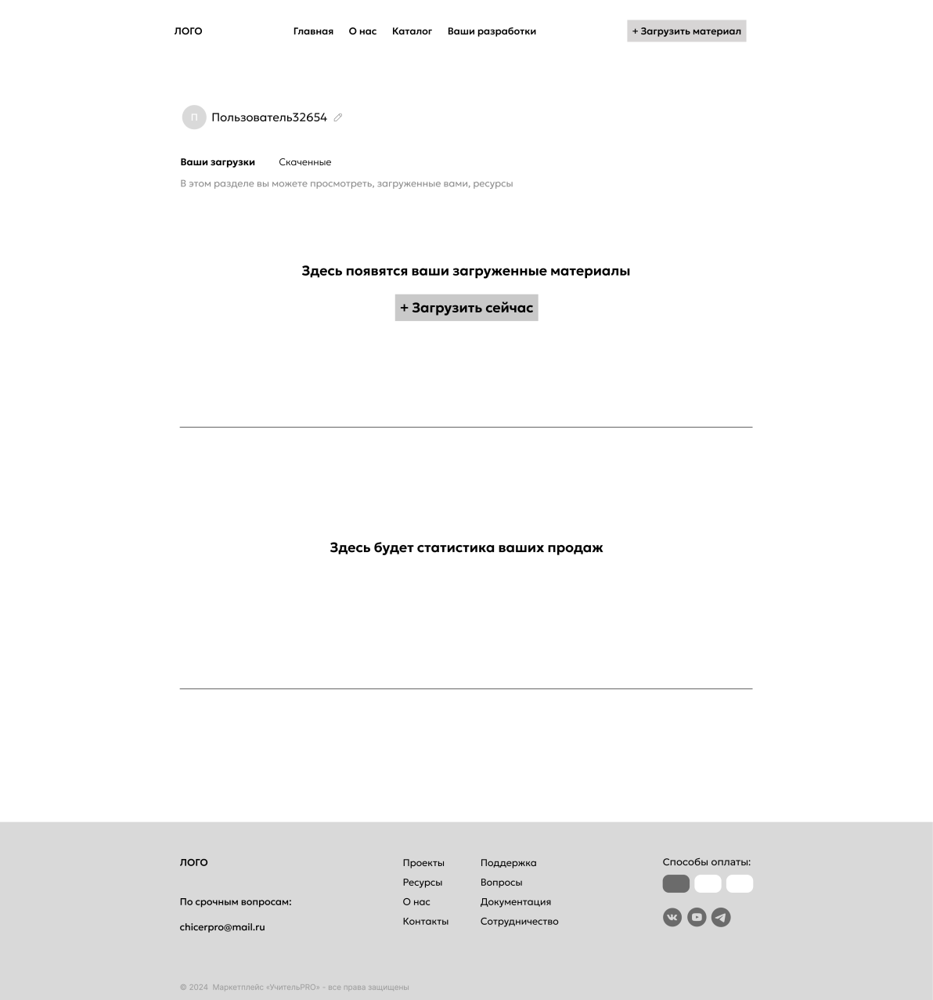 ЛОГО
Главная О нас Каталог Ваши разработки
+ Загрузить материал
П
Пользователь32654
Ваши загрузки Скаченные
В этом разделе вы можете просмотреть, загруженные вами, ресурсы
Здесь появятся ваши загруженные материалы
+ Загрузить сейчас
Здесь будет статистика ваших продаж
ЛОГО
По срочным вопросам:
chicerpro@mail.ru
Проекты
Ресурсы
О нас
Контакты
Поддержка
Вопросы
Документация
Сотрудничество
Способы оплаты:
© 2024 Маркетплейс «УчительPRO» - все права защищены